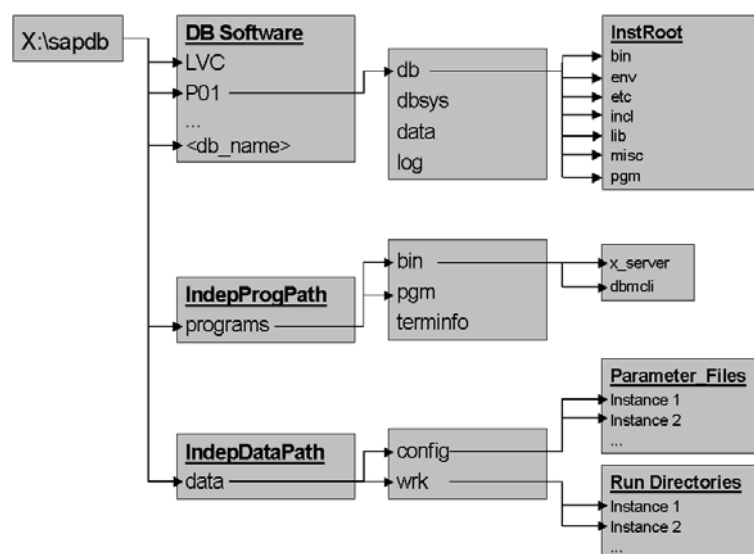 X:\sapdb
DB Software
LVC
P01
...
<db_name>
db
dbsys
data
log
InstRoot
bin
env
etc
incl
lib
misc
pgm
IndepProgPath
programs
bin
pgm
terminfo
x_server
dbmcli
IndepDataPath
data
config
wrk
Parameter_Files
Instance 1
Instance 2
...
Run Directories
Instance 1
Instance 2
...